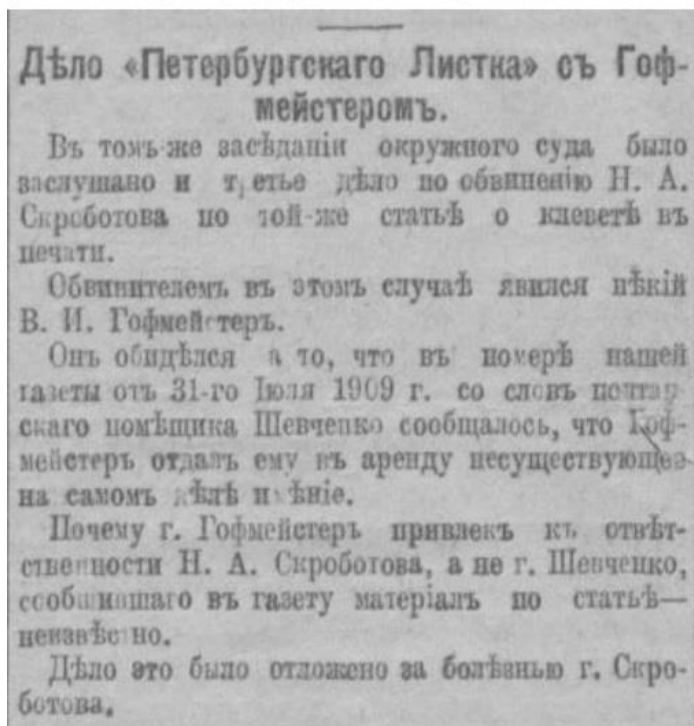 Дѣло «Петербургскаго Листка» съ Гоф-
мейстеромъ.
Въ томъ-же засѣданіи окружного суда было
заслушано и третье дѣло по обвиненію Н. А.
Скроботова по той-же статьѣ о клеветѣ въ
печати.
Обвинителемъ въ этомъ случаѣ явился нѣкій
В. И. Гофмейстеръ.
Онъ обидѣлся а то, что въ номерѣ нашей
газеты отъ 31-го Іюля 1909 г. со словъ полтав-
скаго помѣщика Шевченко сообщалось, что Гоф-
мейстеръ отдалъ ему въ аренду несуществующее
на самомъ дѣлѣ имѣніе.
Почему г. Гофмейстеръ привлекъ къ отвѣт-
ственности Н. А. Скроботова, а не г. Шевченко,
сообщившаго въ газету матеріалъ по статьѣ—
неизвѣстно.
Дѣло это было отложено за болѣзнью г. Скро-
ботова.